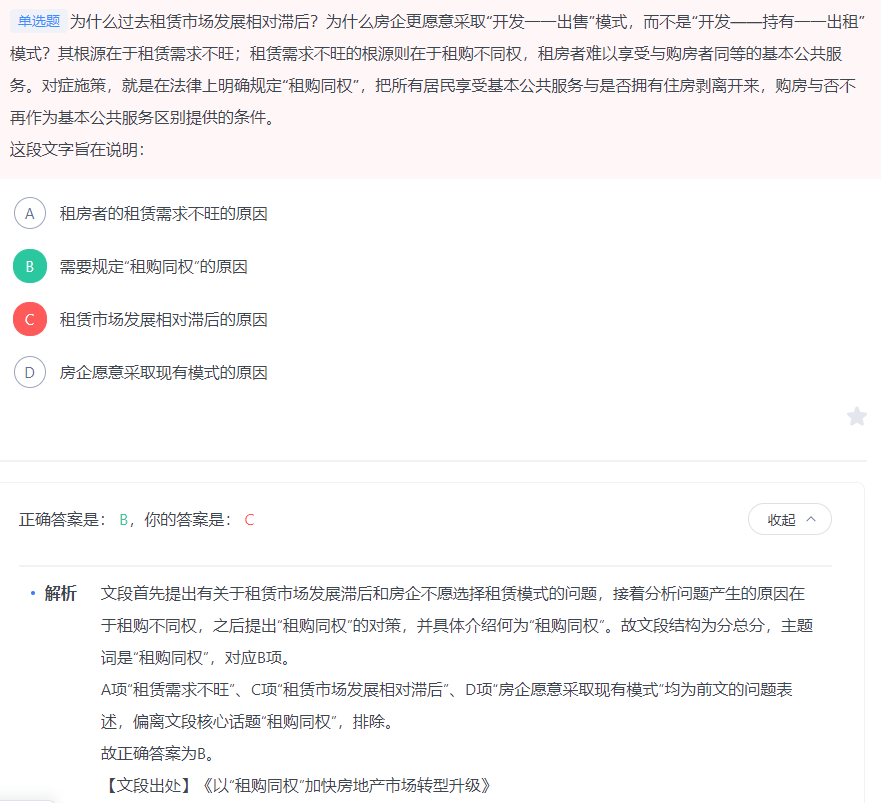 单选题 为什么过去租赁市场发展相对滞后？为什么房企更愿意采取“开发——出售”模式，而不是“开发——持有——出租”
模式？其根源在于租赁需求不旺；租赁需求不旺的根源则在于租购不同权，租房者难以享受与购房者同等的基本公共服
务。对症施策，就是在法律上明确规定“租购同权”，把所有居民享受基本公共服务与是否拥有住房剥离开来，购房与否不
再作为基本公共服务区别提供的条件。
这段文字旨在说明：
A 租房者的租赁需求不旺的原因
B 需要规定“租购同权”的原因
C 租赁市场发展相对滞后的原因
D 房企愿意采取现有模式的原因
正确答案是： B，你的答案是： C
收起
解析 文段首先提出有关于租赁市场发展滞后和房企不愿选择租赁模式的问题，接着分析问题产生的原因在
于租购不同权，之后提出“租购同权”的对策，并具体介绍何为“租购同权”。故文段结构为分总分，主题
词是“租购同权”，对应B项。
A项“租赁需求不旺”、C项“租赁市场发展相对滞后”、D项“房企愿意采取现有模式”均为前文的问题表
述，偏离文段核心话题“租购同权”，排除。
故正确答案为B。
【文段出处】《以“租购同权”加快房地产市场转型升级》